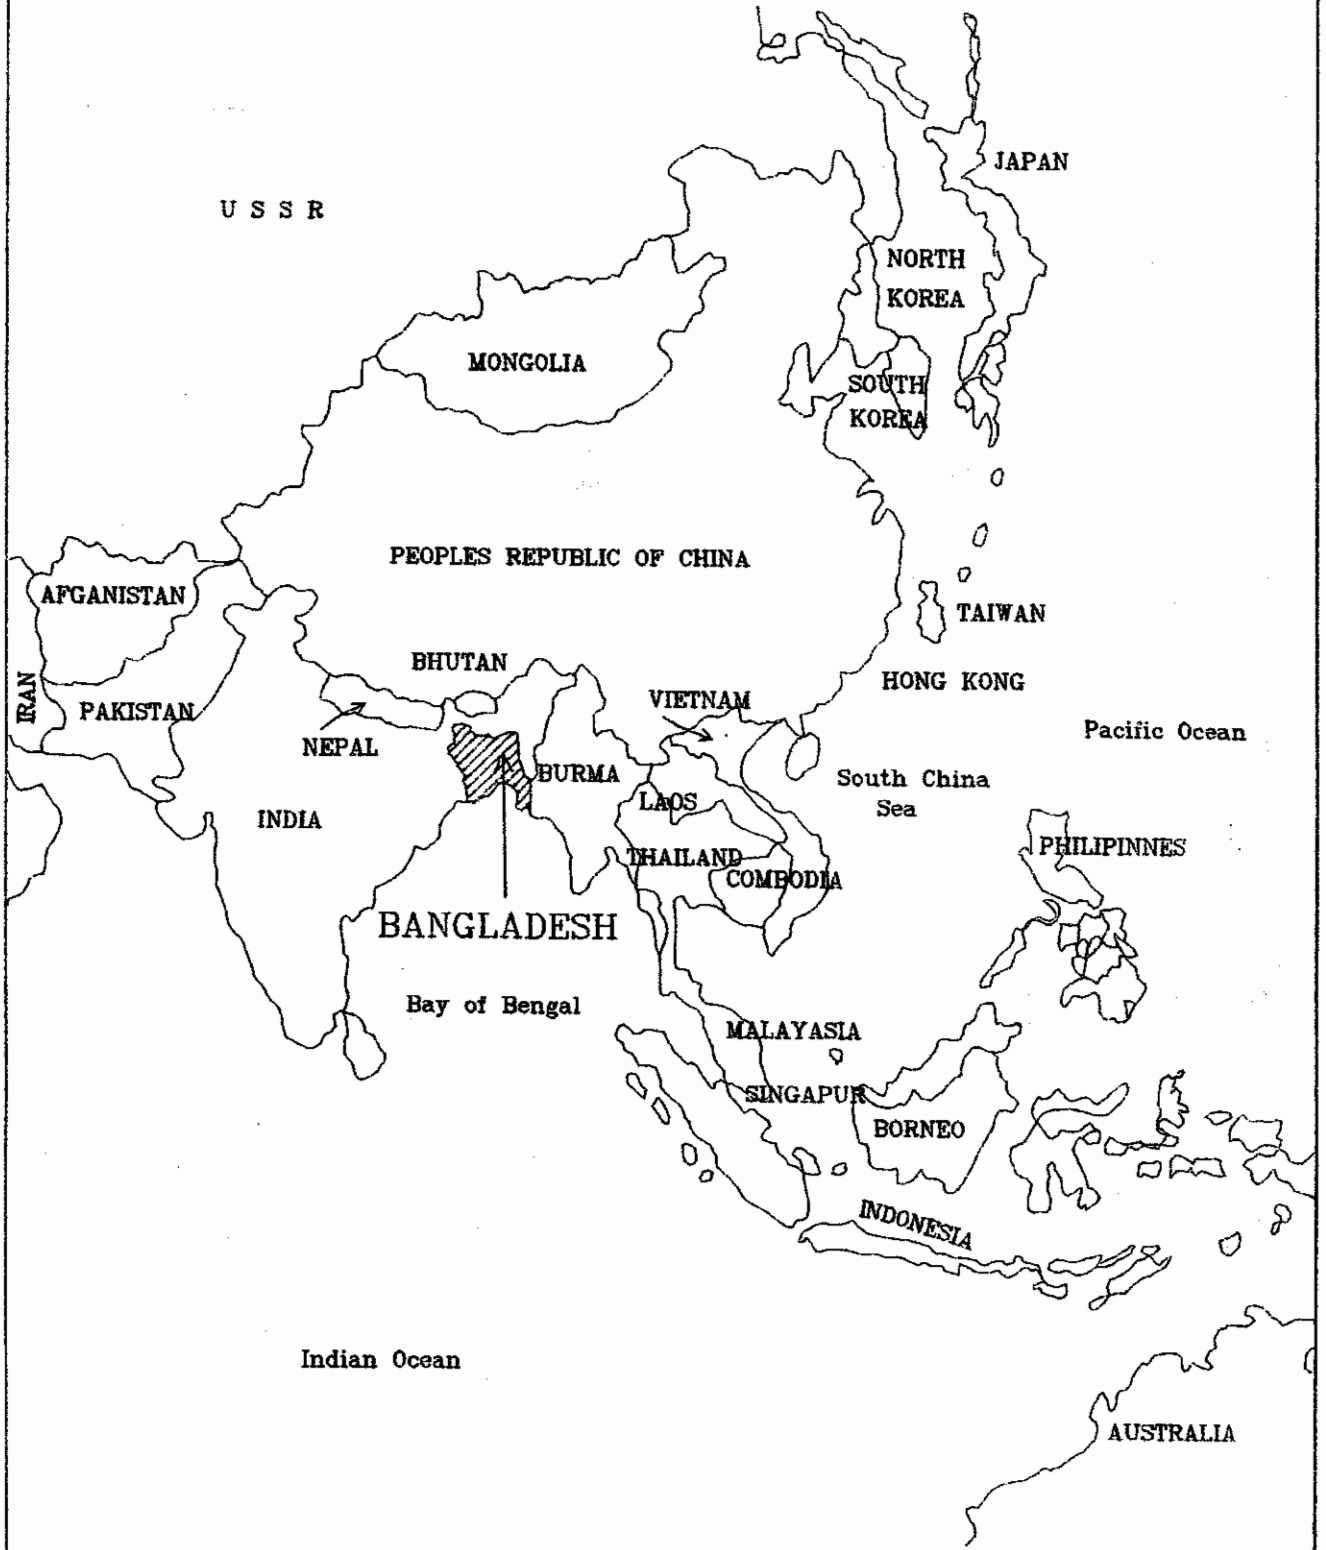 JAPAN
U S S R
NORTH
KOREA
MONGOLIA
SOUTH
KOREA
PEOPLES REPUBLIC OF CHINA
AFGANISTAN
TAIWAN
BHUTAN
HONG KONG
IRAN
PAKISTAN
VIETNAM
Pacific Ocean
NEPAL
BURMA
South China
Sea
LAOS
INDIA
PHILIPINNES
THAILAND
COMBODIA
BANGLADESH
Bay of Bengal
MALAYASIA
SINGAPUR
BORNEO
INDONESIA
Indian Ocean
AUSTRALIA